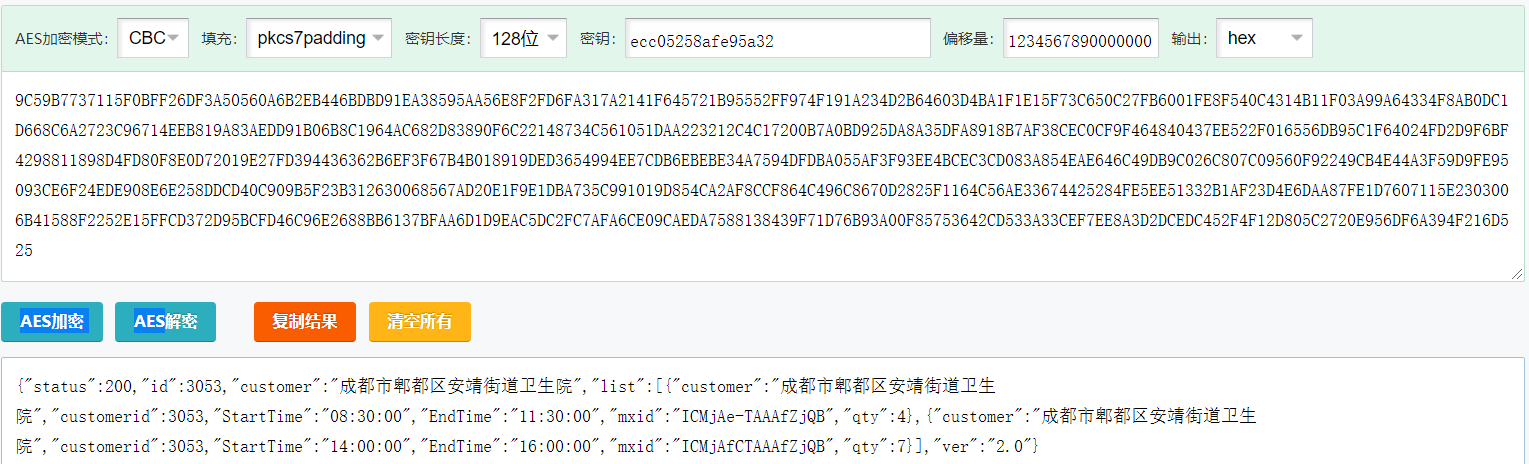 AES加密模式: CBC 填充: pkcs7padding 密钥长度: 128位 密钥: ecc05258afe95a32 偏移量: 1234567890000000 输出: hex
9C59B7737115F0BFF26DF3A50560A6B2EB446BDBD91EA38595AA56E8F2FD6FA317A2141F645721B95552FF974F191A234D2B64603D4BA1F1E15F73C650C27FB6001FE8F540C4314B11F03A99A64334F8AB0DC1
D668C6A2723C96714EEB819A83AEDD91B06B8C1964AC682D83890F6C22148734C561051DAA223212C4C17200B7A0BD925DA8A35DFA8918B7AF38CEC0CF9F464840437EE522F016556DB95C1F64024FD2D9F6BF
4298811898D4FD80F8E0D72019E27FD394436362B6EF3F67B4B018919DED3654994EE7CDB6EBEBE34A7594DFDBA055AF3F93EE4BCEC3CD083A854EAE646C49DB9C026C807C09560F92249CB4E44A3F59D9FE95
093CE6F24EDE908E6E258DDCD40C909B5F23B312630068567AD20E1F9E1DBA735C991019D854CA2AF8CCF864C496C8670D2825F1164C56AE33674425284FE5EE51332B1AF23D4E6DAA87FE1D7607115E230300
6B41588F2252E15FFCD372D95BCFD46C96E2688BB6137BFAA6D1D9EAC5DC2FC7AFA6CE09CAEDA7588138439F71D76B93A00F85753642CD533A33CEF7EE8A3D2DCEDC452F4F12D805C2720E956DF6A394F216D5
25
AES加密 AES解密 复制结果 清空所有
{"status":200,"id":3053,"customer":"成都市郫都区安靖街道卫生院","list":[{"customer":"成都市郫都区安靖街道卫生
院","customerid":3053,"StartTime":"08:30:00","EndTime":"11:30:00","mxid":"ICMjAe-TAAAfZjQB","qty":4},{"customer":"成都市郫都区安靖街道卫生
院","customerid":3053,"StartTime":"14:00:00","EndTime":"16:00:00","mxid":"ICMjAfCTAAAfZjQB","qty":7}],"ver":"2.0"}